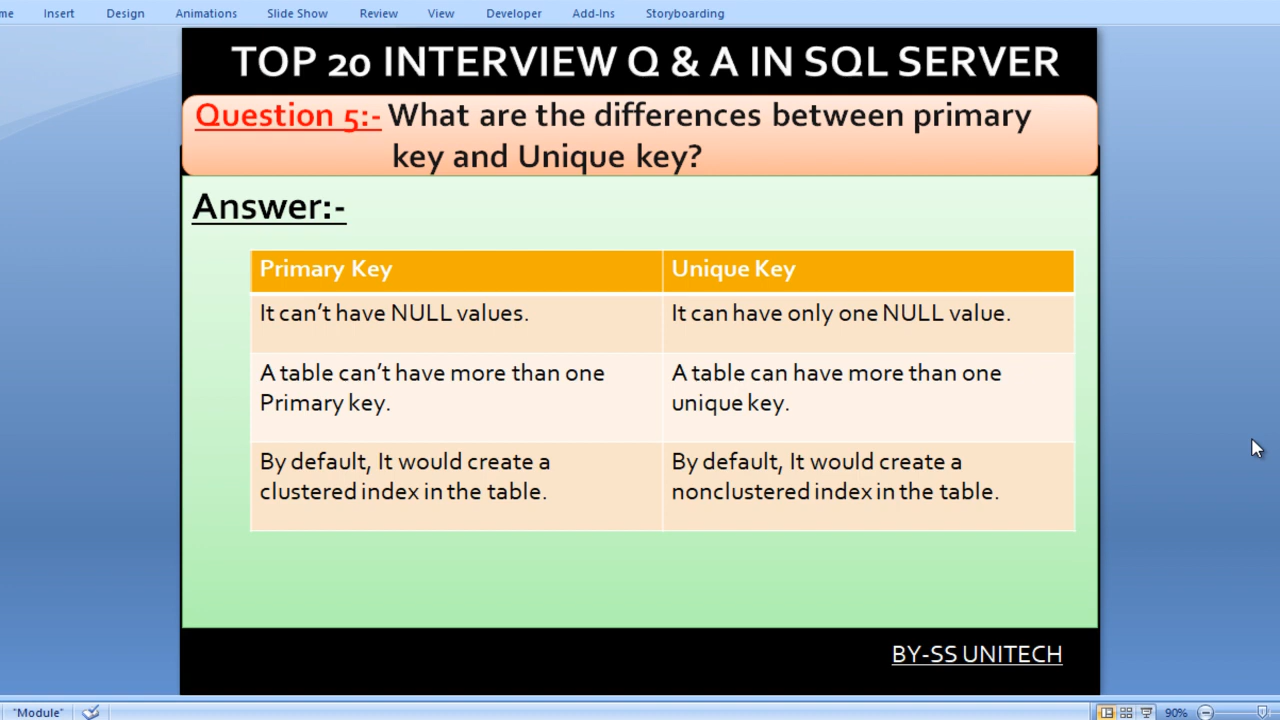 me Insert Design Animations Slide Show Review View Developer Add-Ins Storyboarding
TOP 20 INTERVIEW Q & A IN SQL SERVER
Question 5:- What are the differences between primary
key and Unique key?
Answer:-
Primary Key Unique Key
It can't have NULL values. It can have only one NULL value.
A table can't have more than one
Primary key.
A table can have more than one
unique key.
By default, It would create a
clustered index in the table.
By default, It would create a
nonclustered index in the table.
BY-SS UNITECH
"Module" 90%